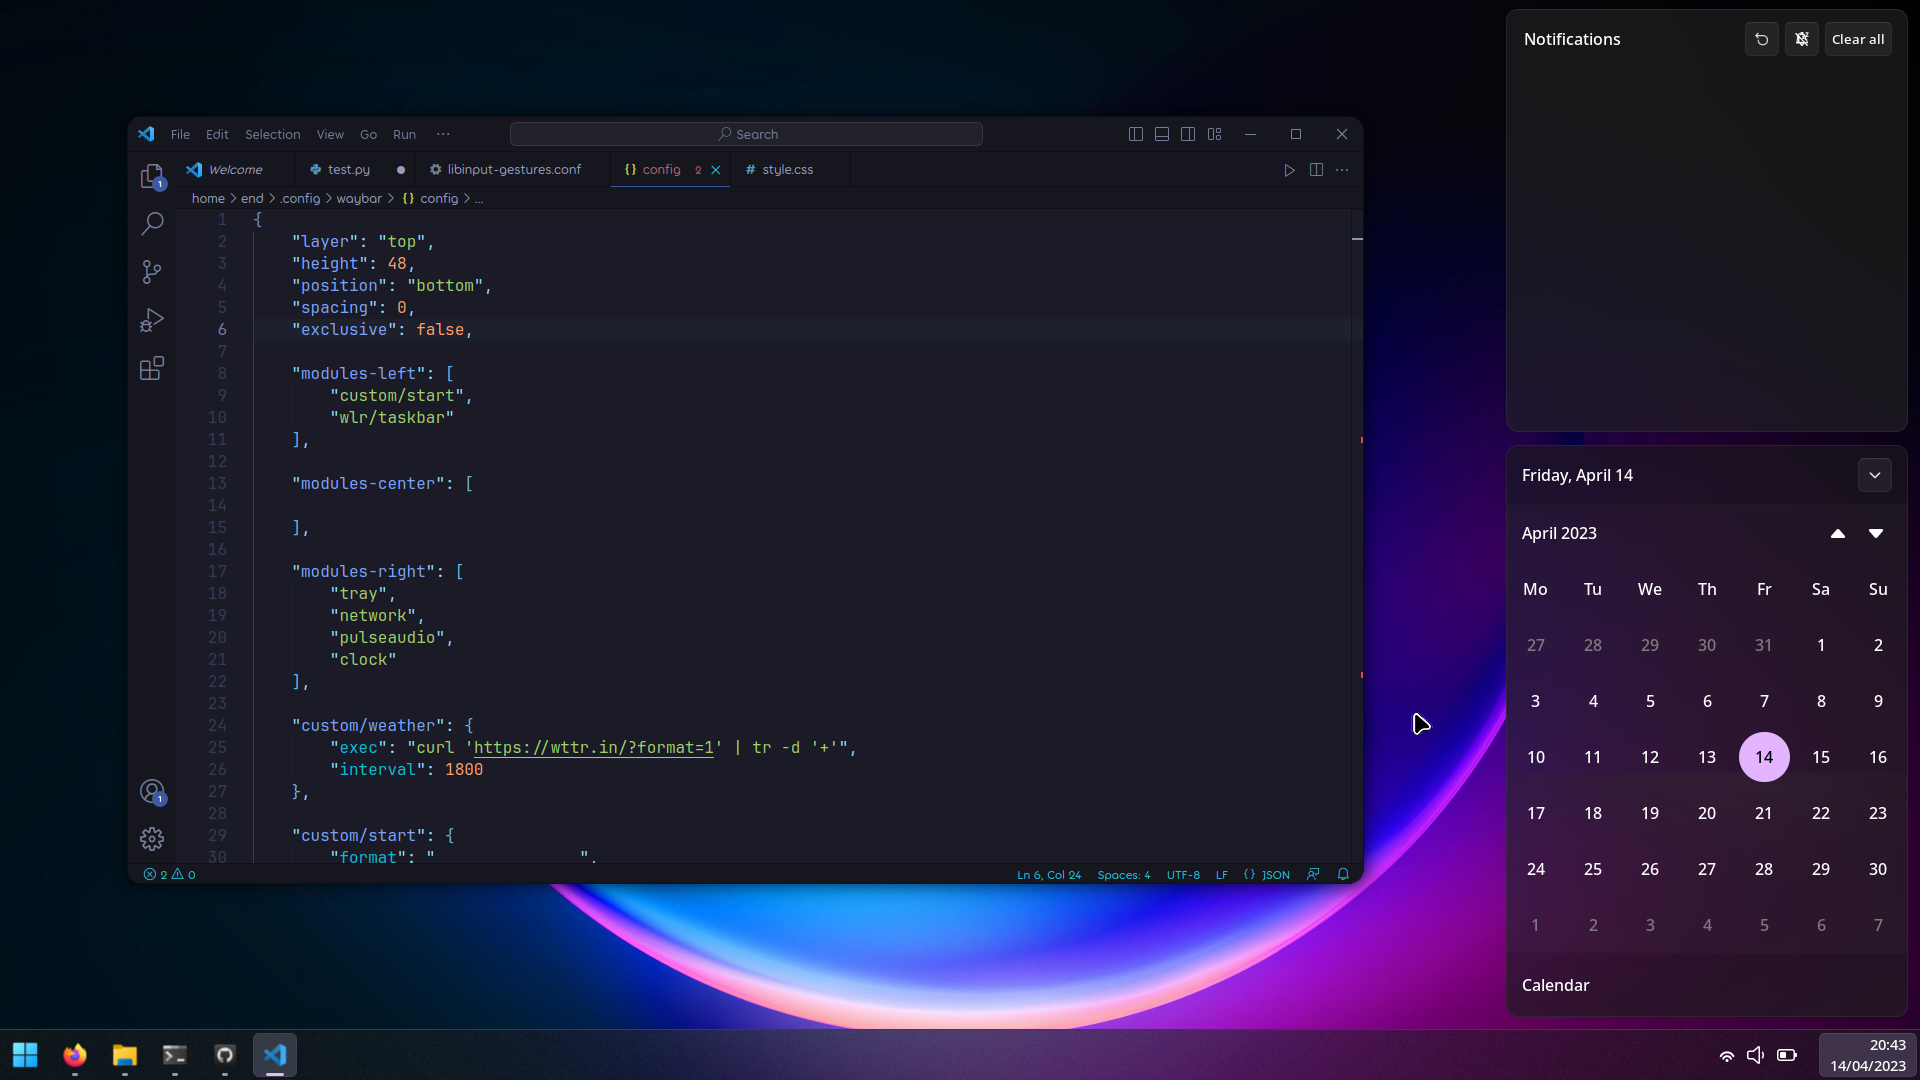 File Edit Selection View Go Run ···
Search
Welcome test.py libinput-gestures.conf {} config 2 # style.css
home > end > .config > waybar > {} config > ...
1 {
2 "layer": "top",
3 "height": 48,
4 "position": "bottom",
5 "spacing": 0,
6 "exclusive": false,
7
8 "modules-left": [
9 "custom/start",
10 "wlr/taskbar"
11 ],
12
13 "modules-center": [
14
15 ],
16
17 "modules-right": [
18 "tray",
19 "network",
20 "pulseaudio",
21 "clock"
22 ],
23
24 "custom/weather": {
25 "exec": "curl 'https://wttr.in/?format=1' | tr -d '+'",
26 "interval": 1800
27 },
28
29 "custom/start": {
30 "format": " ",
1
1
2 0
Ln 6, Col 24 Spaces: 4 UTF-8 LF {} JSON
Notifications Clear all
Friday, April 14
April 2023
Mo Tu We Th Fr Sa Su
27 28 29 30 31 1 2
3 4 5 6 7 8 9
10 11 12 13 14 15 16
17 18 19 20 21 22 23
24 25 26 27 28 29 30
1 2 3 4 5 6 7
Calendar
20:43
14/04/2023